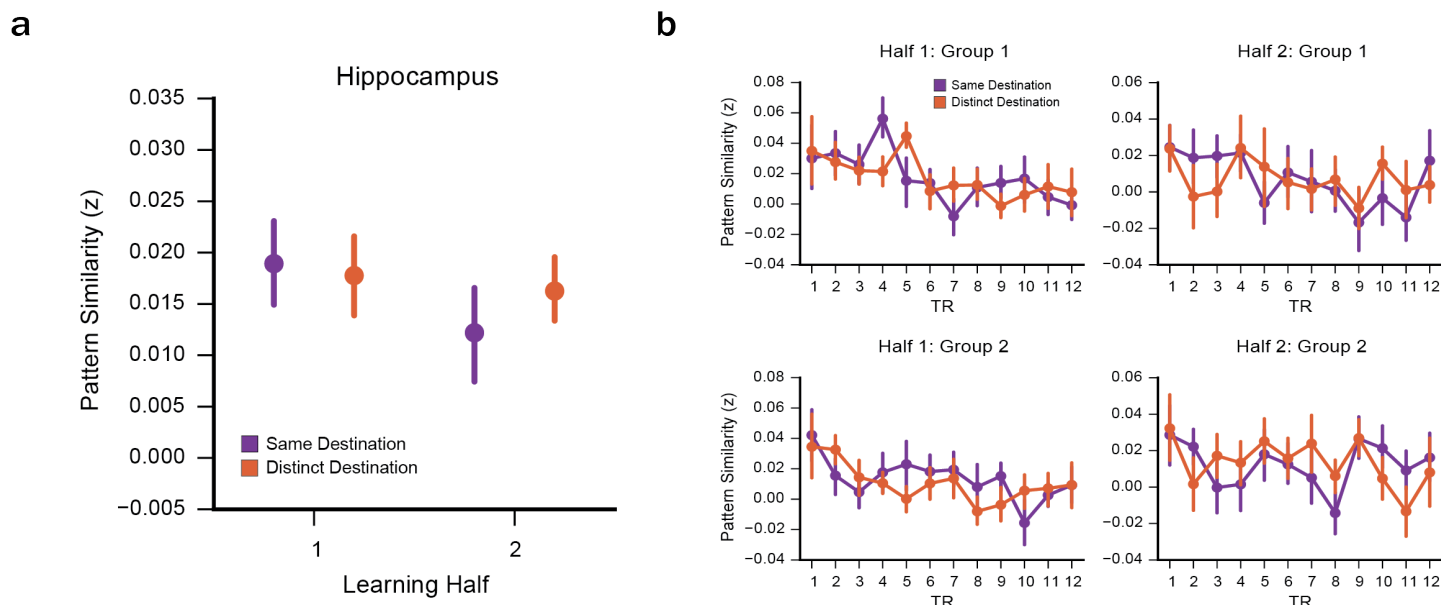 a
Hippocampus
Pattern Similarity (z)
0.035
0.030
0.025
0.020
0.015
0.010
0.005
0.000
−0.005
Same Destination
Distinct Destination
1 2
Learning Half
b
Half 1: Group 1
Pattern Similarity (z)
0.08
0.06
0.04
0.02
0.00
−0.02
−0.04
Same Destination
Distinct Destination
1 2 3 4 5 6 7 8 9 10 11 12
TR
Half 2: Group 1
0.06
0.04
0.02
0.00
−0.02
−0.04
1 2 3 4 5 6 7 8 9 10 11 12
TR
Half 1: Group 2
Pattern Similarity (z)
0.08
0.06
0.04
0.02
0.00
−0.02
−0.04
1 2 3 4 5 6 7 8 9 10 11 12
TR
Half 2: Group 2
0.06
0.04
0.02
0.00
−0.02
−0.04
1 2 3 4 5 6 7 8 9 10 11 12
TR